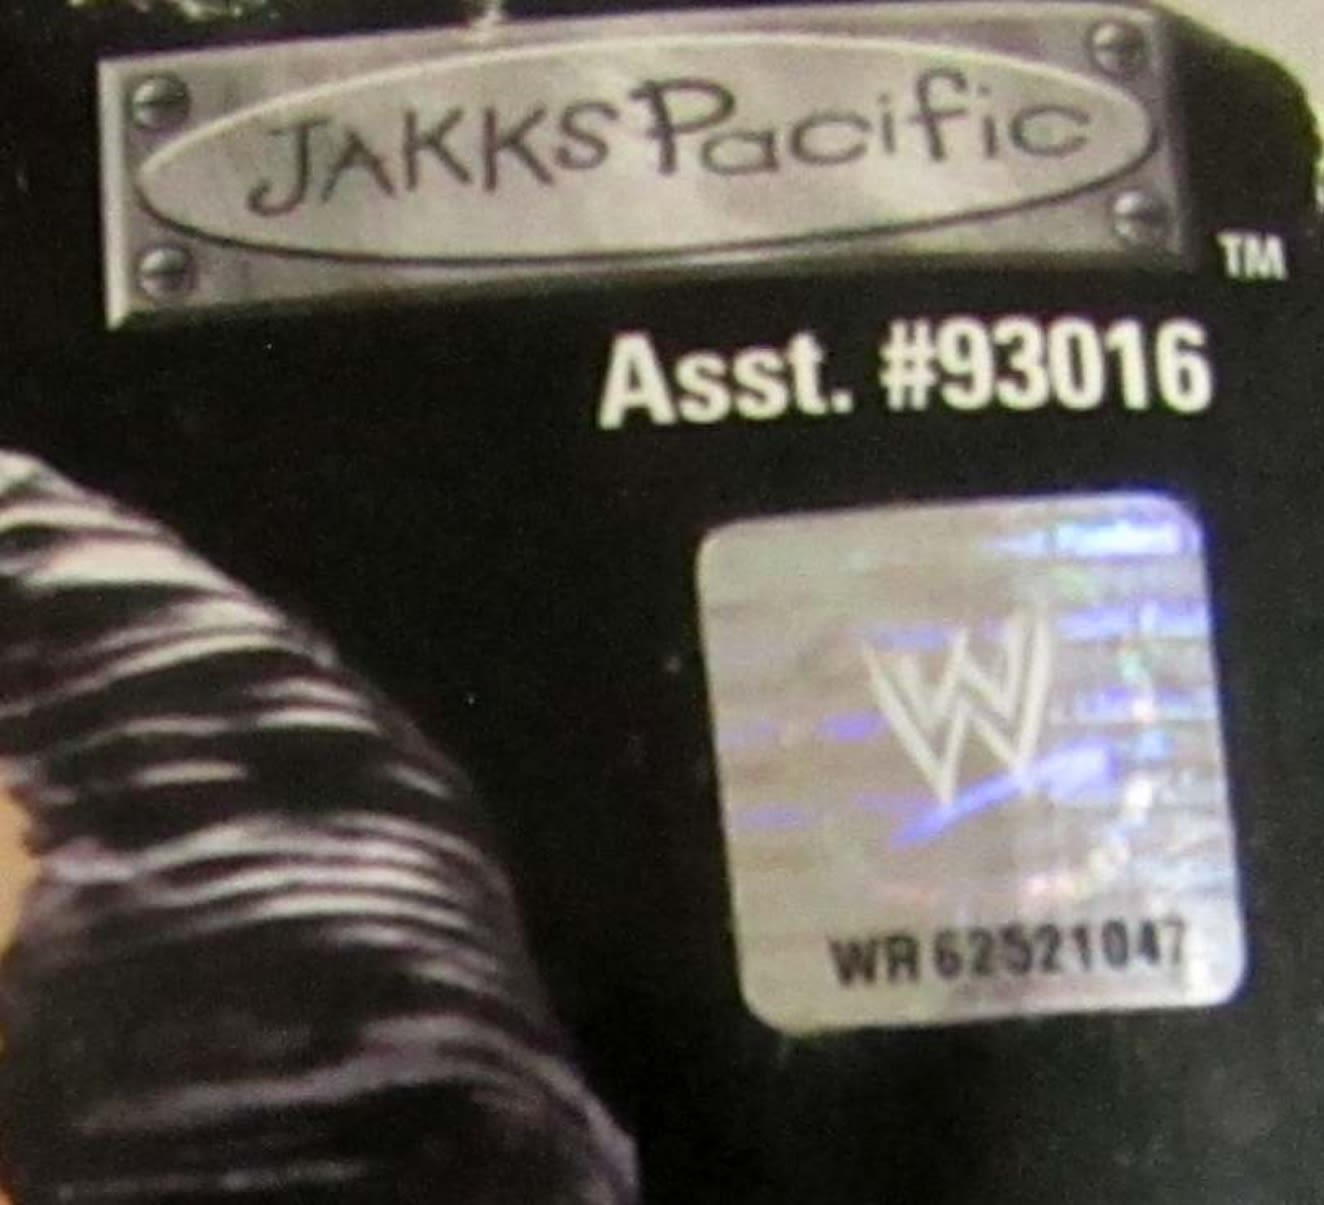 JAKKS Pacific
TM
Asst. #93016
W
WR 62521047